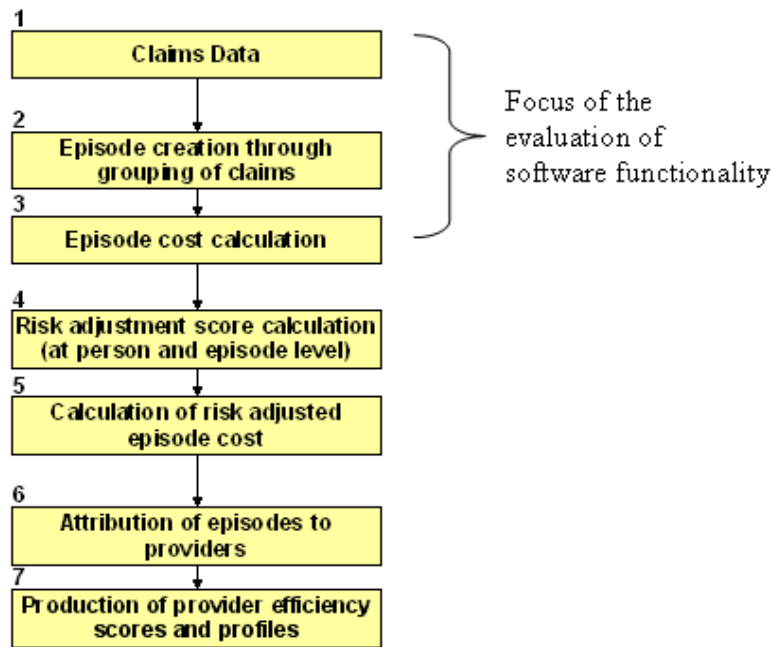 1
Claims Data
Focus of the
evaluation of
software functionality
2
Episode creation through
grouping of claims
3
Episode cost calculation
4
Risk adjustment score calculation
(at person and episode level)
5
Calculation of risk adjusted
episode cost
6
Attribution of episodes to
providers
7
Production of provider efficiency
scores and profiles